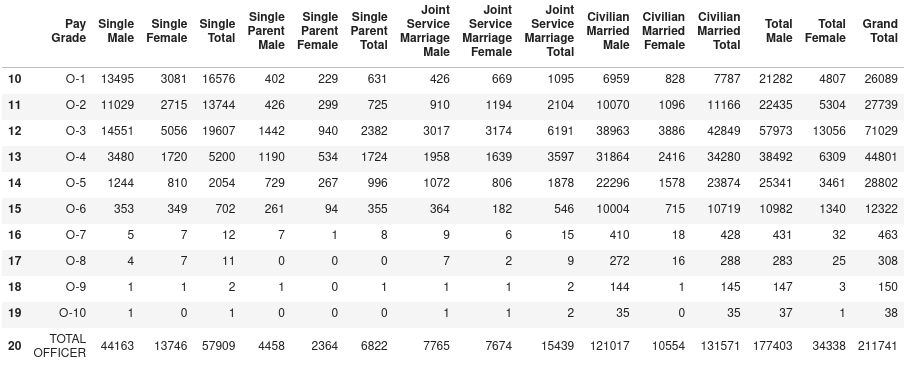 Pay Grade Single Male Single Female Single Total Single Parent Male Single Parent Female Single Parent Total Joint Service Marriage Male Joint Service Marriage Female Joint Service Marriage Total Civilian Married Male Civilian Married Female Civilian Married Total Total Male Total Female Grand Total
10 O-1 13495 3081 16576 402 229 631 426 669 1095 6959 828 7787 21282 4807 26089
11 O-2 11029 2715 13744 426 299 725 910 1194 2104 10070 1096 11166 22435 5304 27739
12 O-3 14551 5056 19607 1442 940 2382 3017 3174 6191 38963 3886 42849 57973 13056 71029
13 O-4 3480 1720 5200 1190 534 1724 1958 1639 3597 31864 2416 34280 38492 6309 44801
14 O-5 1244 810 2054 729 267 996 1072 806 1878 22296 1578 23874 25341 3461 28802
15 O-6 353 349 702 261 94 355 364 182 546 10004 715 10719 10982 1340 12322
16 O-7 5 7 12 7 1 8 9 6 15 410 18 428 431 32 463
17 O-8 4 7 11 0 0 0 7 2 9 272 16 288 283 25 308
18 O-9 1 1 2 1 0 1 1 1 2 144 1 145 147 3 150
19 O-10 1 0 1 0 0 0 1 1 2 35 0 35 37 1 38
20 TOTAL OFFICER 44163 13746 57909 4458 2364 6822 7765 7674 15439 121017 10554 131571 177403 34338 211741